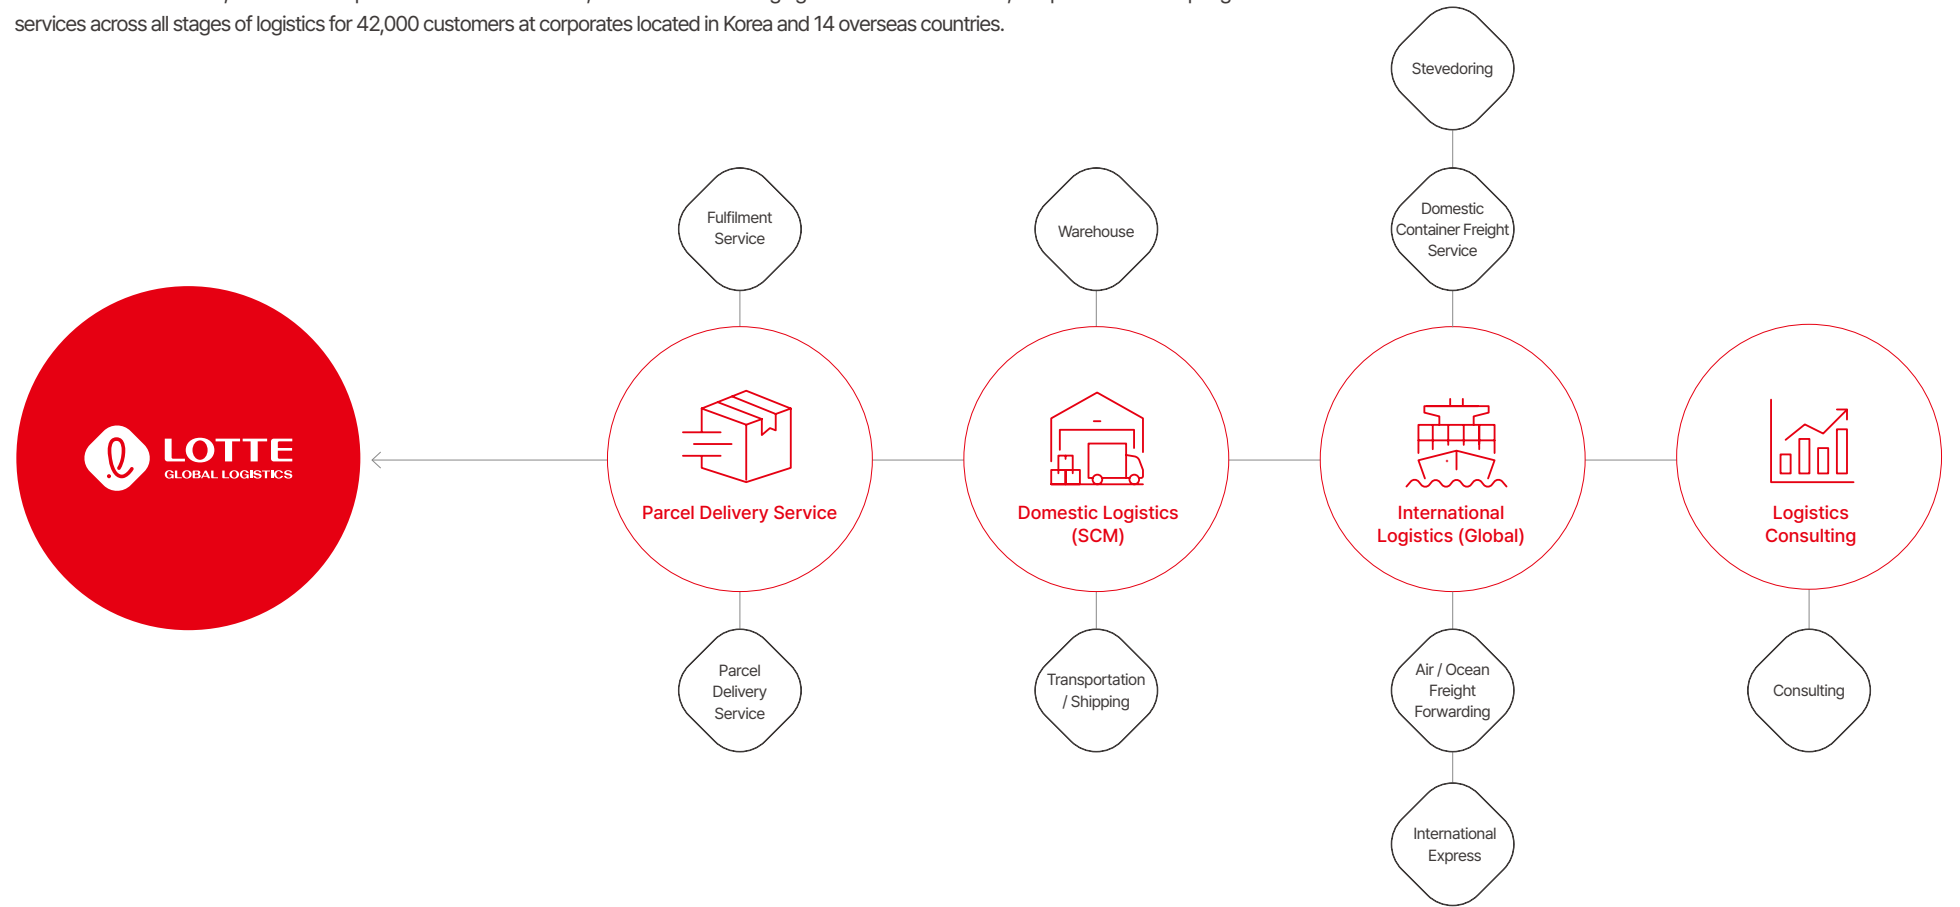 services across all stages of logistics for 42,000 customers at corporates located in Korea and 14 overseas countries.
Stevedoring
Fulfilment
Service
Warehouse
Domestic
Container Freight
Service
LOTTE
GLOBAL LOGISTICS
Parcel Delivery Service
Domestic Logistics
(SCM)
International
Logistics (Global)
Logistics
Consulting
Parcel
Delivery
Service
Transportation
/ Shipping
Air / Ocean
Freight
Forwarding
Consulting
International
Express